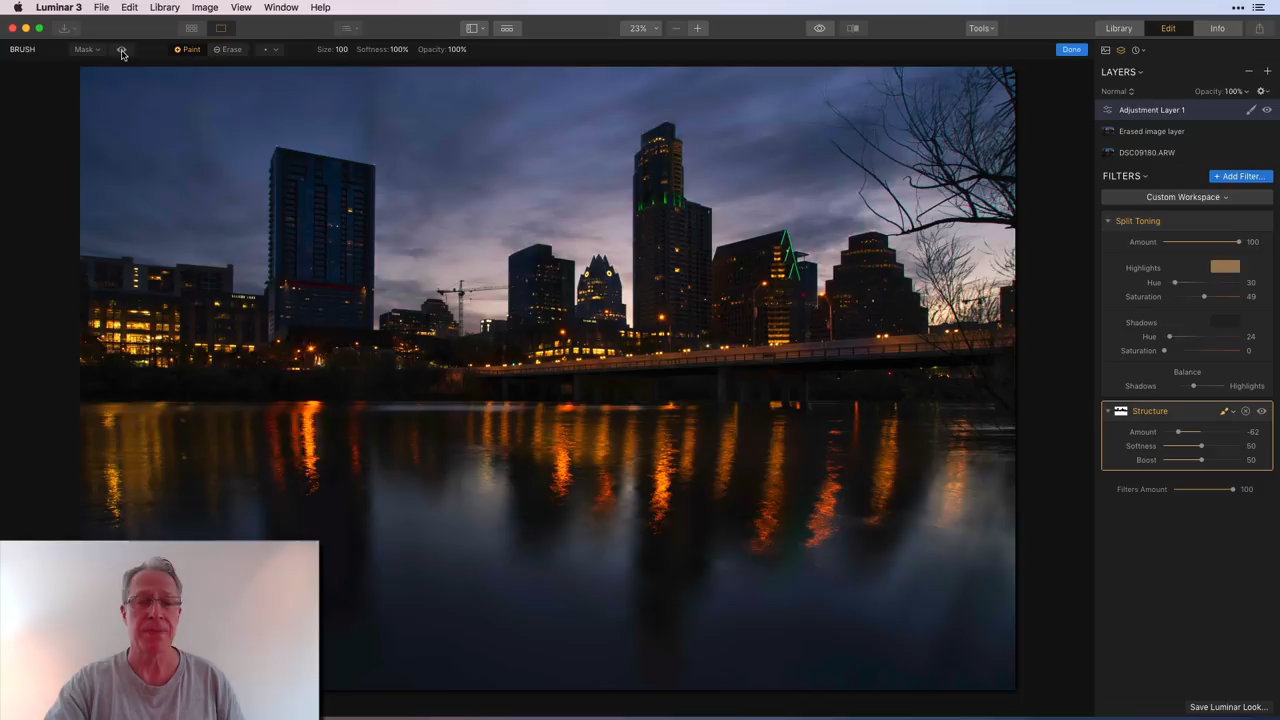 Luminar 3 File Edit Library Image View Window Help
23% Tools Library Edit Info
BRUSH Mask Paint Erase Size: 100 Softness: 100% Opacity: 100% Done
LAYERS
Normal Opacity: 100%
Adjustment Layer 1
Erased image layer
DSC09180.ARW
FILTERS + Add Filter...
Custom Workspace
Split Toning
Amount 100
Highlights
Hue 30
Saturation 49
Shadows
Hue 24
Saturation 0
Balance
Shadows Highlights
Structure
Amount -62
Softness 50
Boost 50
Filters Amount 100
Save Luminar Look...